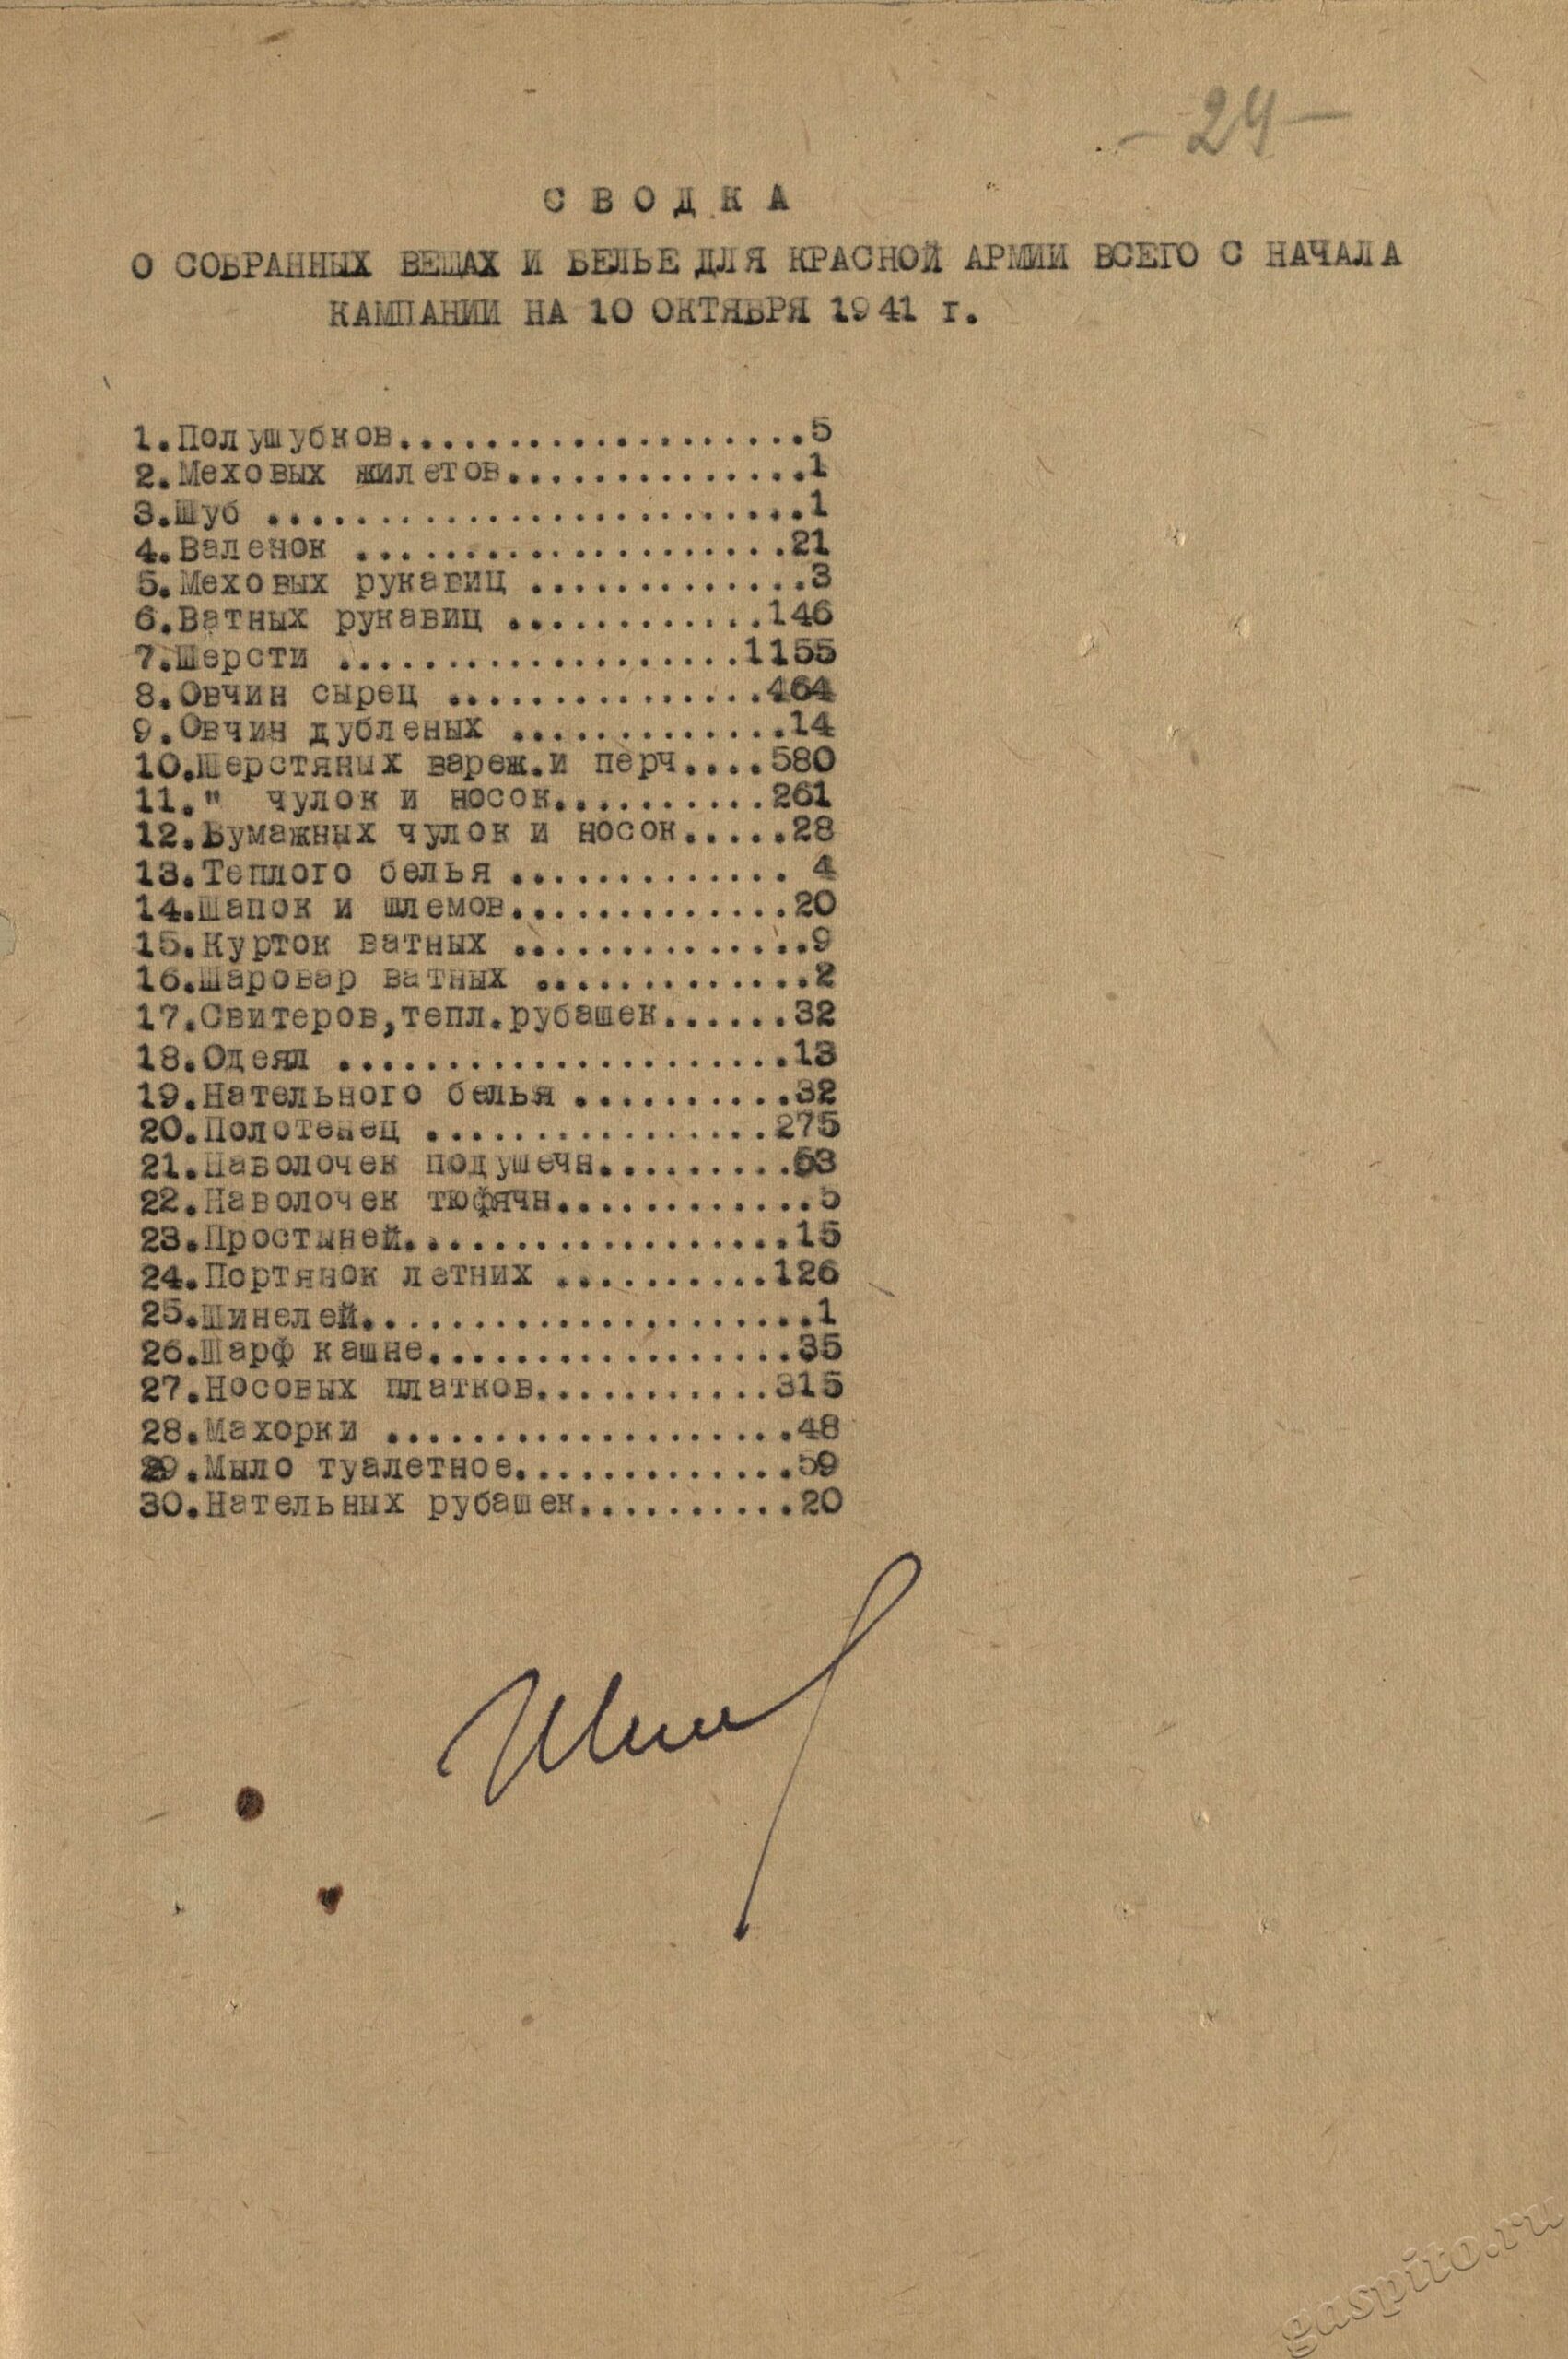 – 24 –
С В О Д К А
О СОБРАННЫХ ВЕЩАХ И БЕЛЬЕ ДЛЯ КРАСНОЙ АРМИИ ВСЕГО С НАЧАЛА
КАМПАНИИ НА 10 ОКТЯБРЯ 1941 г.
1.Полушубков...................5
2.Меховых жилетов..............1
3.Шуб .........................1
4.Валенок ....................21
5.Меховых рукавиц .............3
6.Ватных рукавиц ............146
7.Шерсти ...................1155
8.Овчин сырец ...............464
9.Овчин дубленых .............14
10.Шерстяных вареж.и перч....580
11." чулок и носок..........261
12.Бумажных чулок и носок.....28
13.Теплого белья ............. 4
14.Шапок и шлемов.............20
15.Курток ватных ..............9
16.Шаровар ватных .............2
17.Свитеров,тепл.рубашек......32
18.Одеял .....................13
19.Нательного белья ..........32
20.Полотенец ................275
21.Наволочек подушечн.........53
22.Наволочек тюфячн............5
23.Простыней..................15
24.Портянок летних ..........126
25.Шинелей.....................1
26.Шарф кашне.................35
27.Носовых платков...........315
28.Махорки ...................48
29.Мыло туалетное.............59
30.Нательных рубашек..........20
gaspito.ru